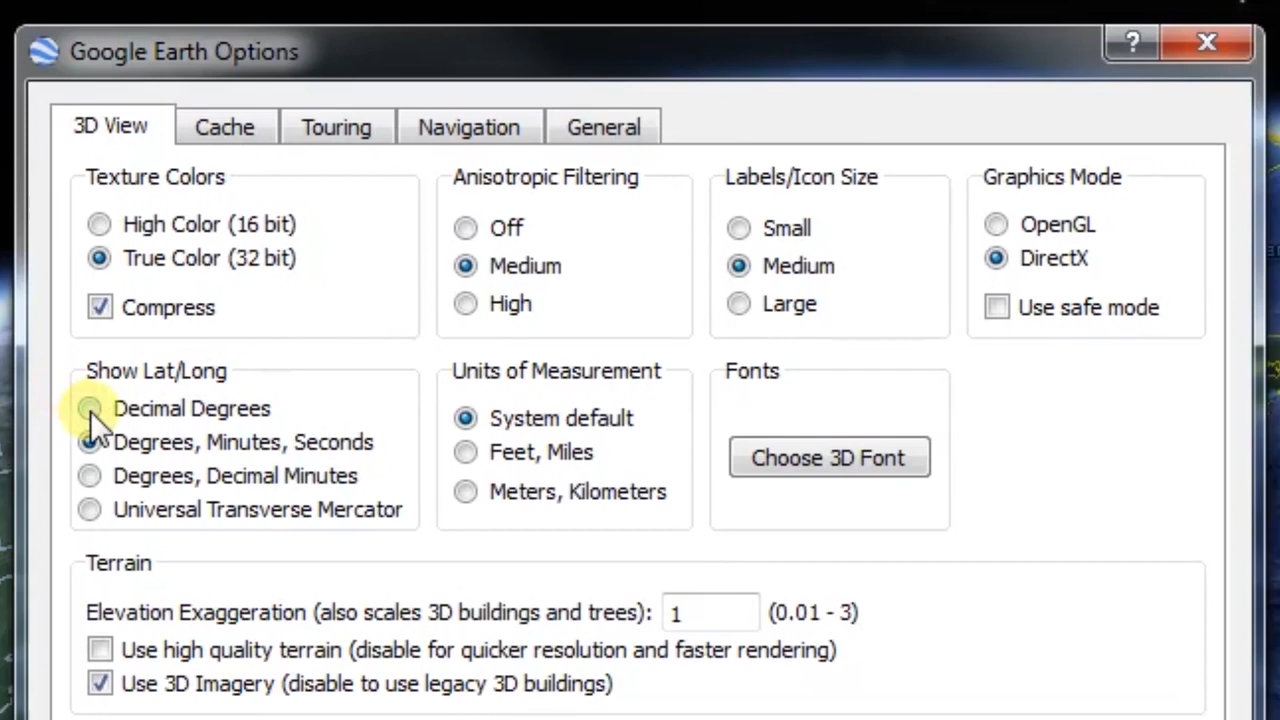 Google Earth Options
?
3D View Cache Touring Navigation General
Texture Colors
High Color (16 bit)
True Color (32 bit)
Compress
Anisotropic Filtering
Off
Medium
High
Labels/Icon Size
Small
Medium
Large
Graphics Mode
OpenGL
DirectX
Use safe mode
Show Lat/Long
Decimal Degrees
Degrees, Minutes, Seconds
Degrees, Decimal Minutes
Universal Transverse Mercator
Units of Measurement
System default
Feet, Miles
Meters, Kilometers
Fonts
Choose 3D Font
Terrain
Elevation Exaggeration (also scales 3D buildings and trees): 1 (0.01 - 3)
Use high quality terrain (disable for quicker resolution and faster rendering)
Use 3D Imagery (disable to use legacy 3D buildings)